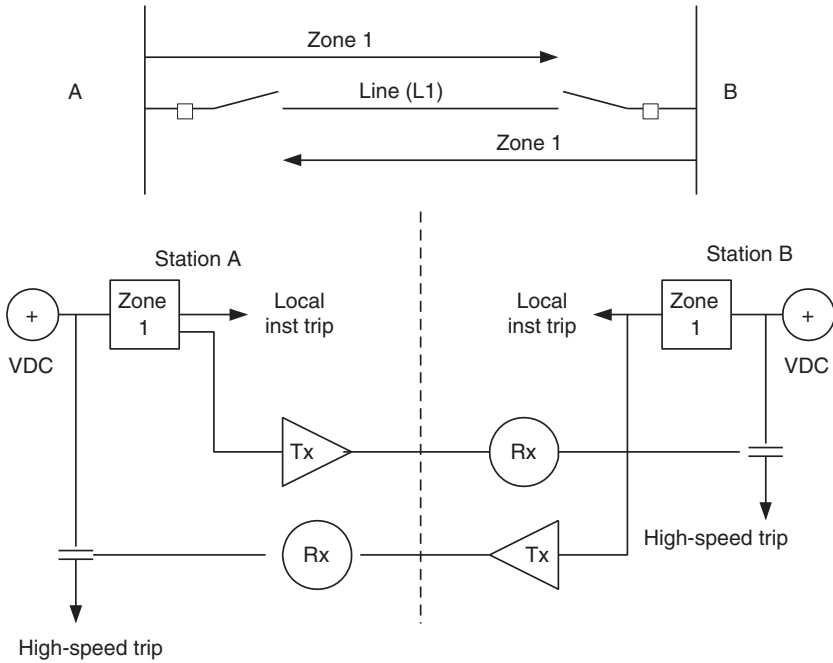 Zone 1
A
Line (L1)
B
Zone 1
Station A
Station B
+
VDC
Zone
1
Local
inst trip
Local
inst trip
Zone
1
+
VDC
Tx
Rx
High-speed trip
Rx
Tx
High-speed trip